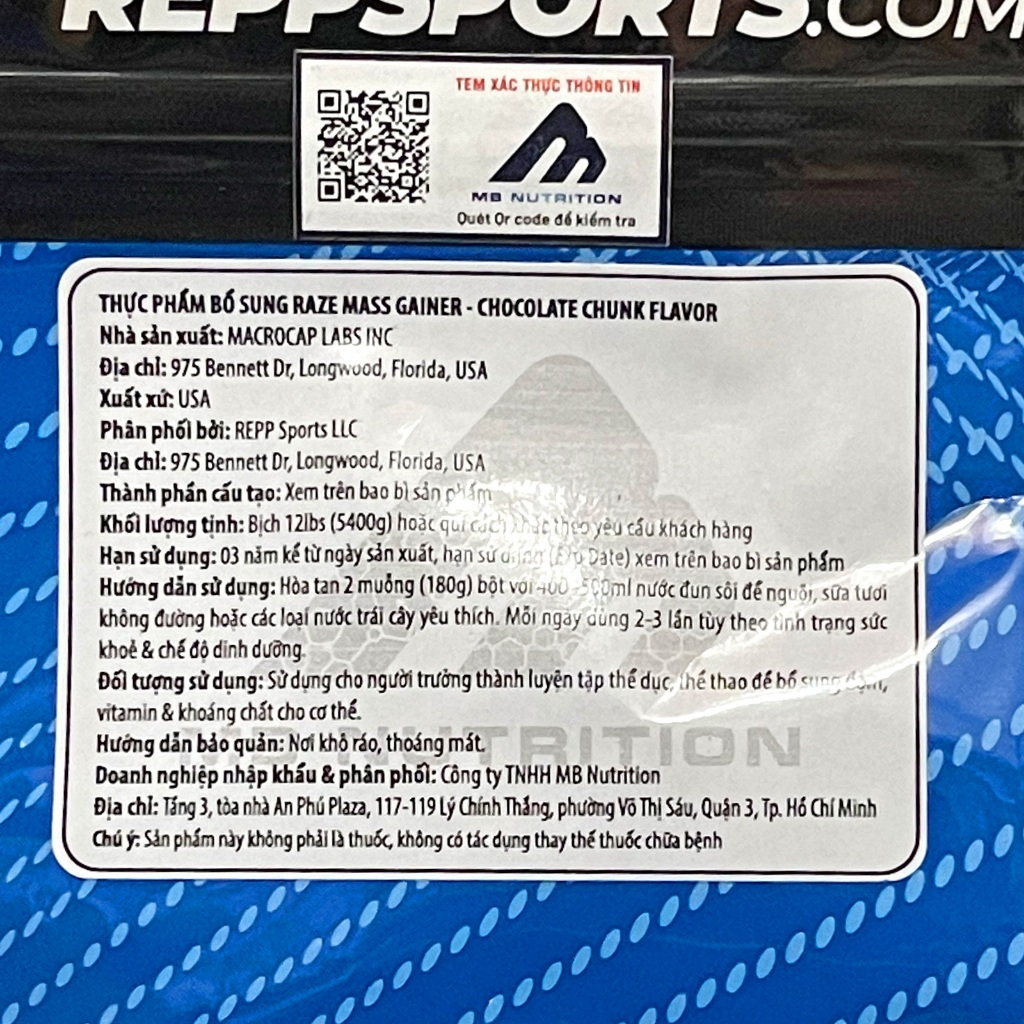 REPPSPORTS.COM
TEM XÁC THỰC THÔNG TIN
MB NUTRITION
Quét Qr code để kiểm tra
THỰC PHẨM BỔ SUNG RAZE MASS GAINER - CHOCOLATE CHUNK FLAVOR
Nhà sản xuất: MACROCAP LABS INC
Địa chỉ: 975 Bennett Dr, Longwood, Florida, USA
Xuất xứ: USA
Phân phối bởi: REPP Sports LLC
Địa chỉ: 975 Bennett Dr, Longwood, Florida, USA
Thành phần cấu tạo: Xem trên bao bì sản phẩm
Khối lượng tịnh: Bịch 12lbs (5400g) hoặc qui cách khác theo yêu cầu khách hàng
Hạn sử dụng: 03 năm kể từ ngày sản xuất, hạn sử dụng (Exp Date) xem trên bao bì sản phẩm
Hướng dẫn sử dụng: Hòa tan 2 muỗng (180g) bột với 400 -500ml nước đun sôi để nguội, sữa tươi
không đường hoặc các loại nước trái cây yêu thích. Mỗi ngày dùng 2-3 lần tùy theo tình trạng sức
khoẻ & chế độ dinh dưỡng.
Đối tượng sử dụng: Sử dụng cho người trưởng thành luyện tập thể dục, thể thao để bổ sung đạm,
vitamin & khoáng chất cho cơ thể.
MB NUTRITION
Hướng dẫn bảo quản: Nơi khô ráo, thoáng mát.
Doanh nghiệp nhập khẩu & phân phối: Công ty TNHH MB Nutrition
Địa chỉ: Tầng 3, tòa nhà An Phú Plaza, 117-119 Lý Chính Thắng, phường Võ Thị Sáu, Quận 3, Tp. Hồ Chí Minh
Chú ý: Sản phẩm này không phải là thuốc, không có tác dụng thay thế thuốc chữa bệnh